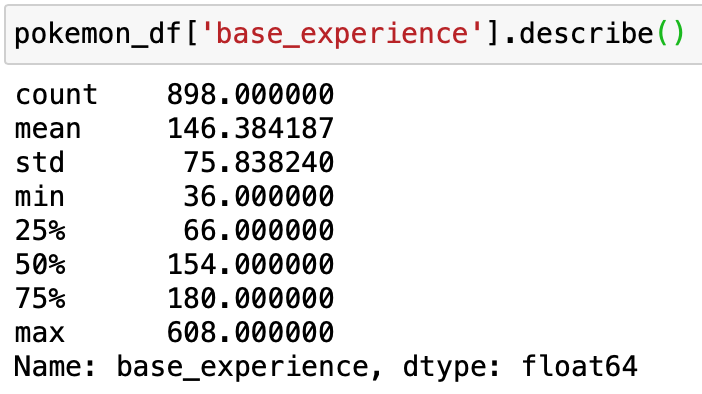 pokemon_df['base_experience'].describe()
count    898.000000
mean     146.384187
std       75.838240
min       36.000000
25%       66.000000
50%      154.000000
75%      180.000000
max      608.000000
Name: base_experience, dtype: float64